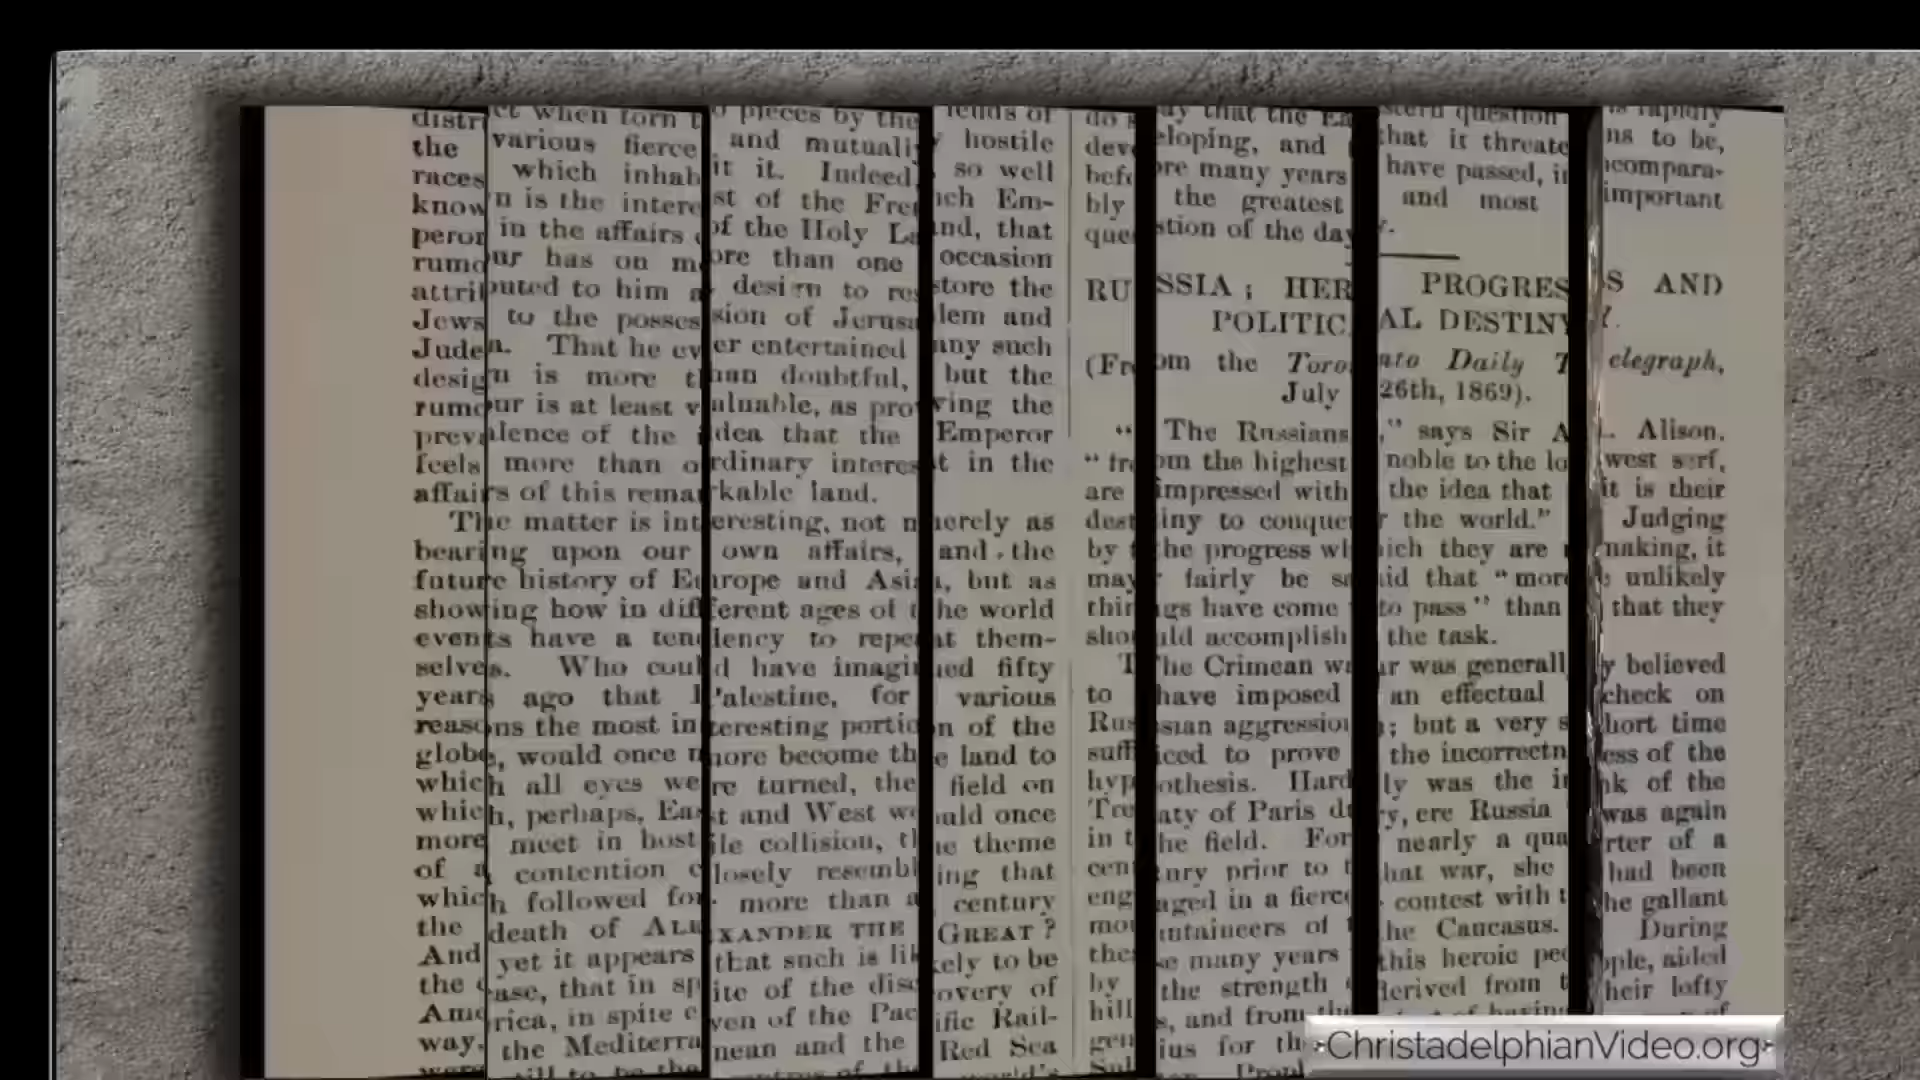 distr ct when torn to pieces by the feuds of
the various fierce and mutually hostile
races which inhabit it. Indeed, so well
known is the interest of the French Em-
peror in the affairs of the Holy Land, that
rumour has on more than one occasion
attributed to him a design to restore the
Jews to the possession of Jerusalem and
Judea. That he ever entertained any such
design is more than doubtful, but the
rumour is at least valuable, as proving the
prevalence of the idea that the Emperor
feels more than ordinary interest in the
affairs of this remarkable land.
The matter is interesting, not merely as
bearing upon our own affairs, and the
future history of Europe and Asia, but as
showing how in different ages of the world
events have a tendency to repeat them-
selves. Who could have imagined fifty
years ago that Palestine, for various
reasons the most interesting portion of the
globe, would once more become the land to
which all eyes were turned, the field on
which, perhaps, East and West would once
more meet in hostile collision, the theme
of a contention closely resembling that
which followed for more than a century
the death of ALEXANDER THE GREAT?
And yet it appears that such is likely to be
the case, that in spite of the discovery of
America, in spite even of the Pacific Rail-
way, the Mediterranean and the Red Sea
were still to be the centres of the world's
do say that the Eastern question is rapidly
developing, and that it threatens to be,
before many years have passed, incompara-
bly the greatest and most important
question of the day.
RUSSIA; HER PROGRESS AND
POLITICAL DESTINY.
(From the Toronto Daily Telegraph,
July 26th, 1869).
"The Russians," says Sir A. Alison,
"from the highest noble to the lowest serf,
are impressed with the idea that it is their
destiny to conquer the world." Judging
by the progress which they are making, it
may fairly be said that "more unlikely
things have come to pass" than that they
should accomplish the task.
The Crimean war was generally believed
to have imposed an effectual check on
Russian aggression; but a very short time
sufficed to prove the incorrectness of the
hypothesis. Hardly was the ink of the
Treaty of Paris dry, ere Russia was again
in the field. For nearly a quarter of a
century prior to that war, she had been
engaged in a fierce contest with the gallant
mountaineers of the Caucasus. During
these many years this heroic people, aided
by the strength derived from their lofty
hills, and from the
genius for the
ChristadelphianVideo.org